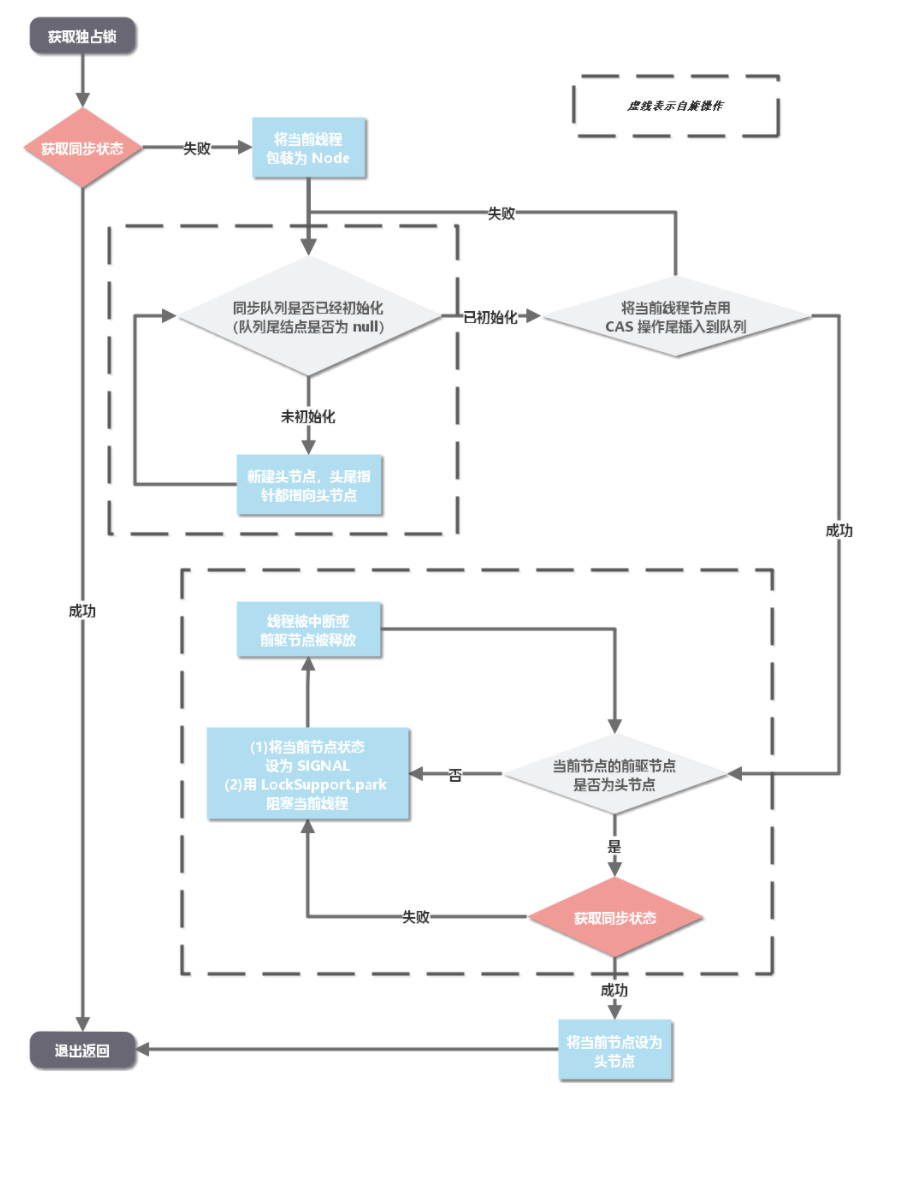 获取独占锁
虚线表示自旋操作
获取同步状态
失败
将当前线程
包装为 Node
失败
同步队列是否已经初始化
（队列尾结点是否为 null）
已初始化
将当前线程节点用
CAS 操作尾插入到队列
未初始化
新建头节点，头尾指
针都指向头节点
成功
成功
线程被中断或
前驱节点被释放
(1)将当前节点状态
设为 SIGNAL
(2)用 LockSupport.park
阻塞当前线程
否
当前节点的前驱节点
是否为头节点
是
失败
获取同步状态
成功
将当前节点设为
头节点
退出返回